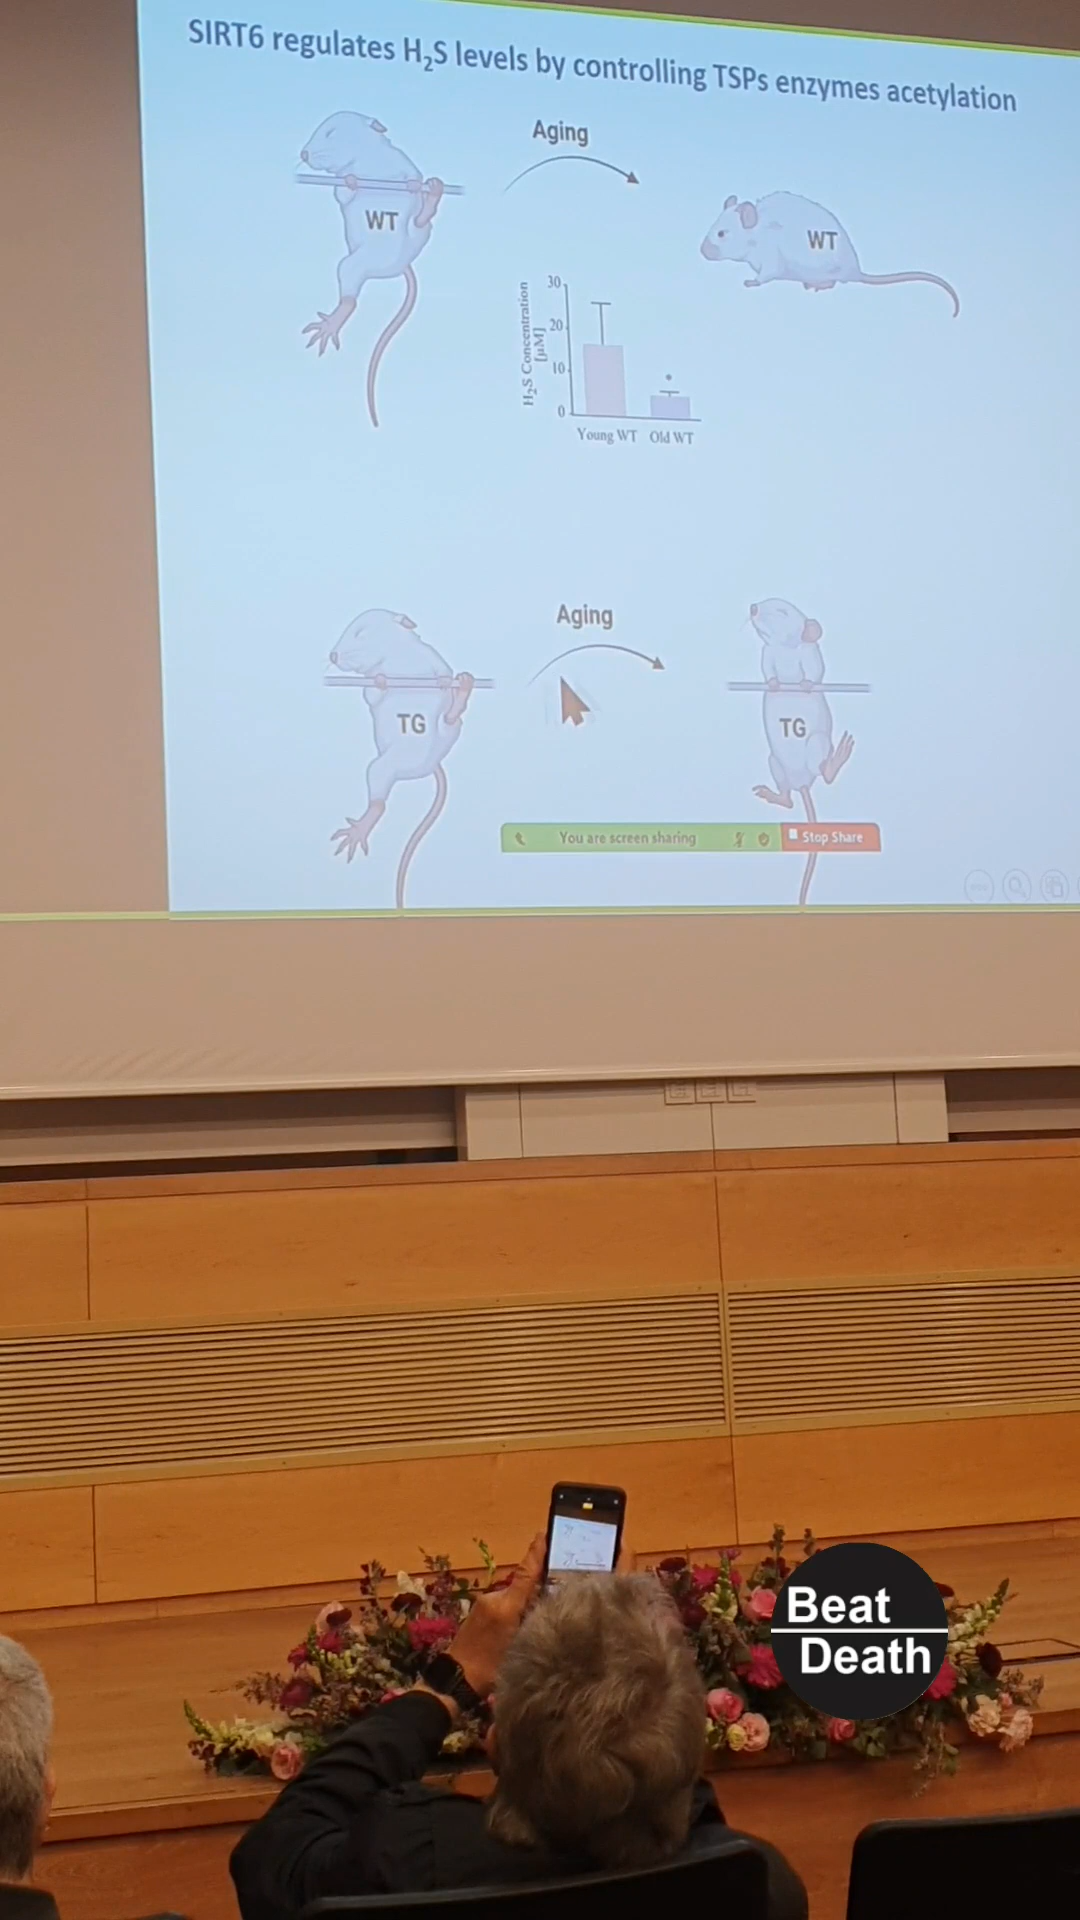 SIRT6 regulates H₂S levels by controlling TSPs enzymes acetylation
Aging
WT
WT
H₂S Concentration
[µM]
30
20
10
0
Young WT Old WT
Aging
TG
TG
You are screen sharing
Stop Share
Beat
Death